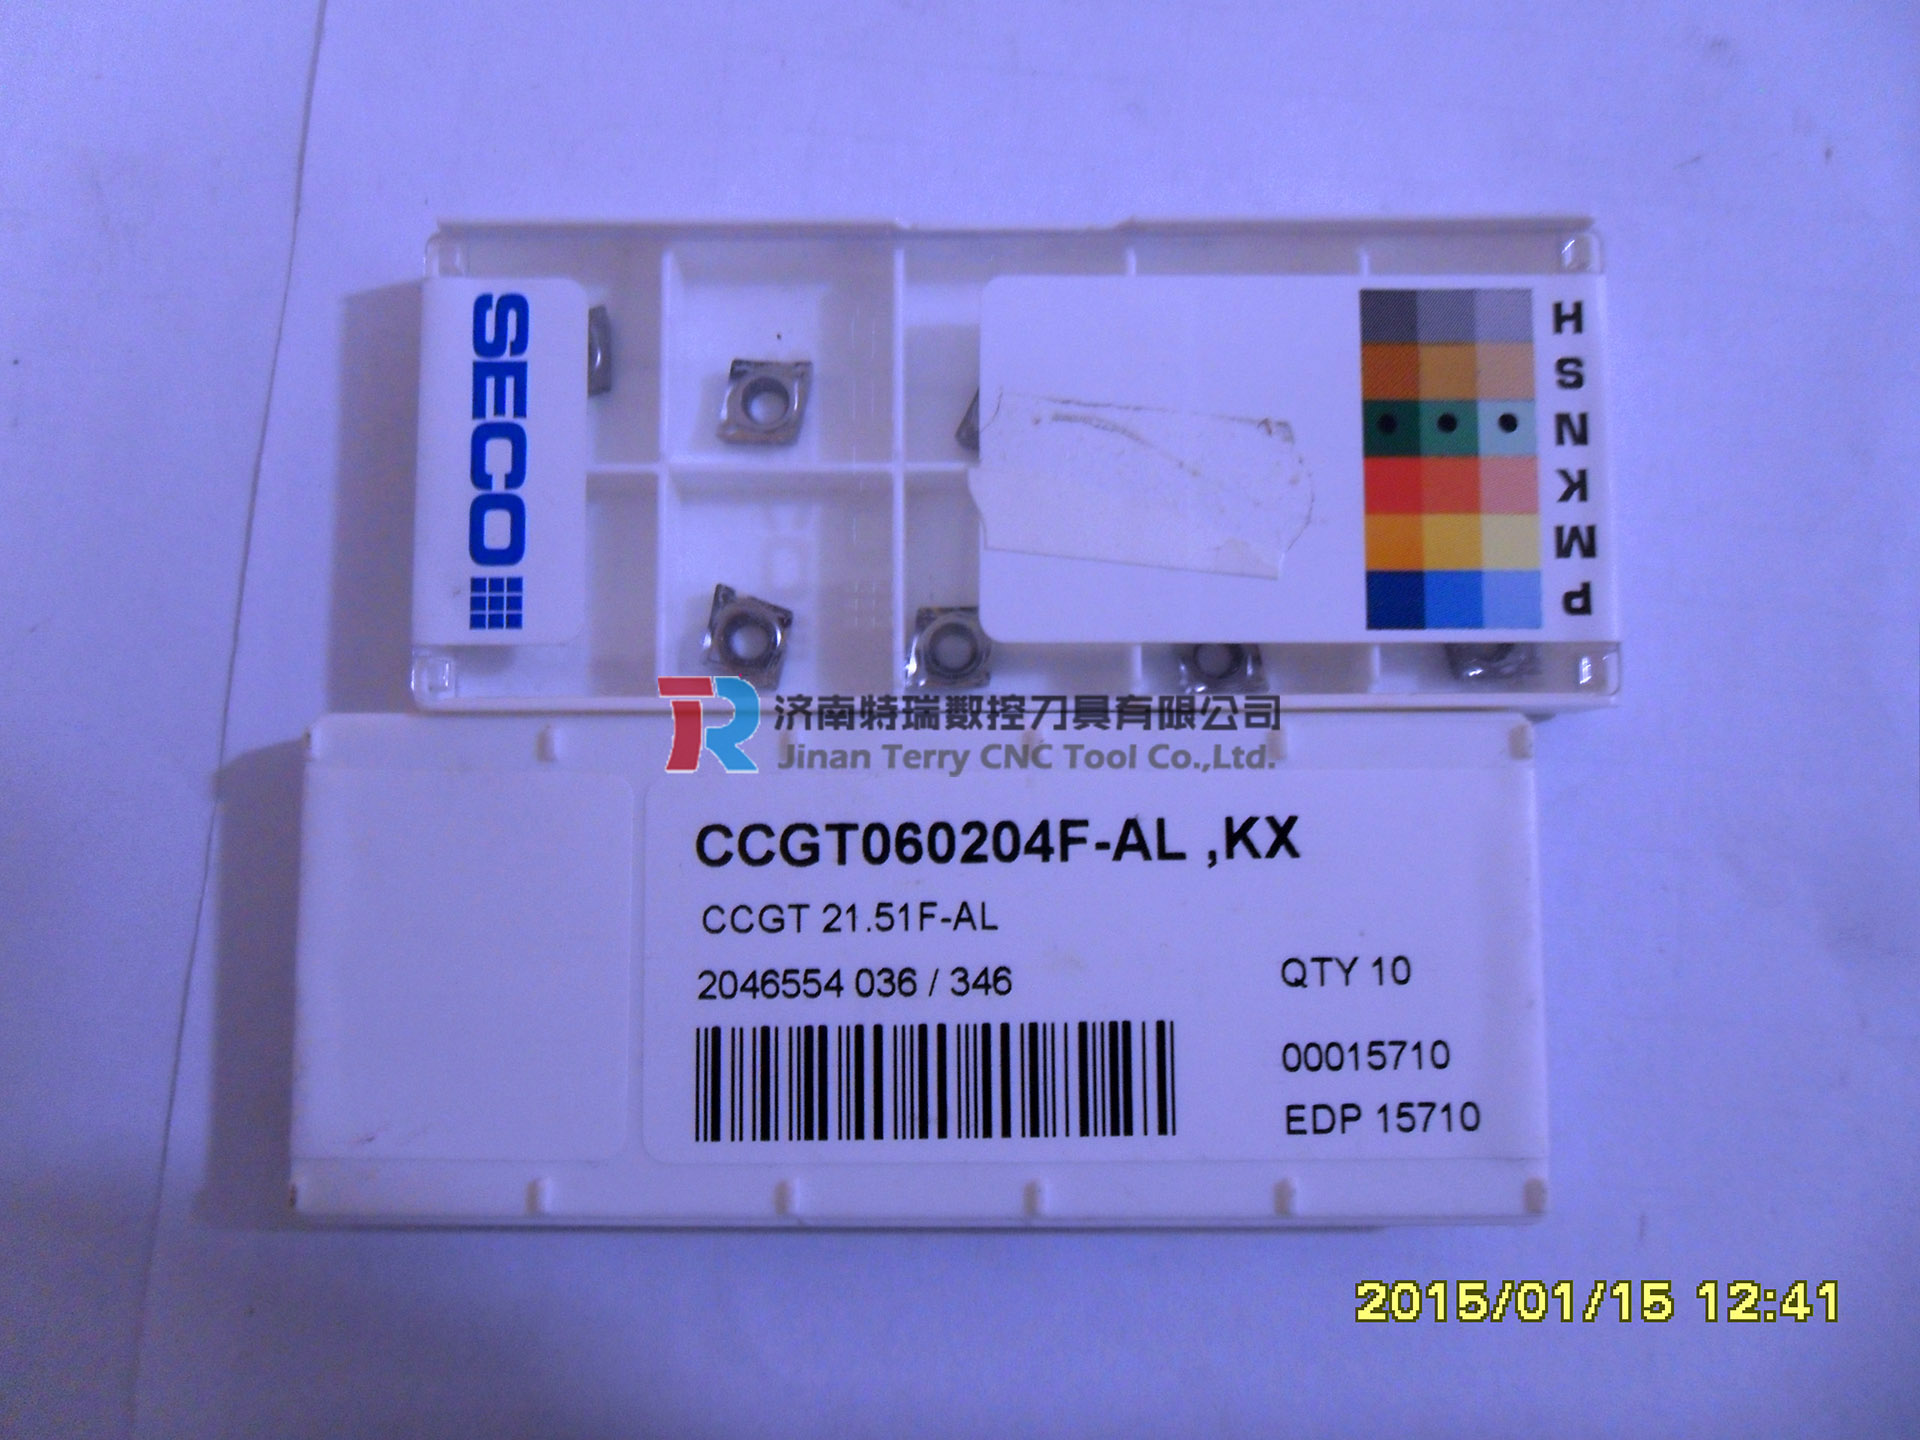 SECO
H
S
N
K
M
P
TR 济南特瑞数控刀具有限公司
Jinan Terry CNC Tool Co.,Ltd.
CCGT060204F-AL ,KX
CCGT 21.51F-AL
2046554 036 / 346
QTY 10
00015710
EDP 15710
2015/01/15 12:41